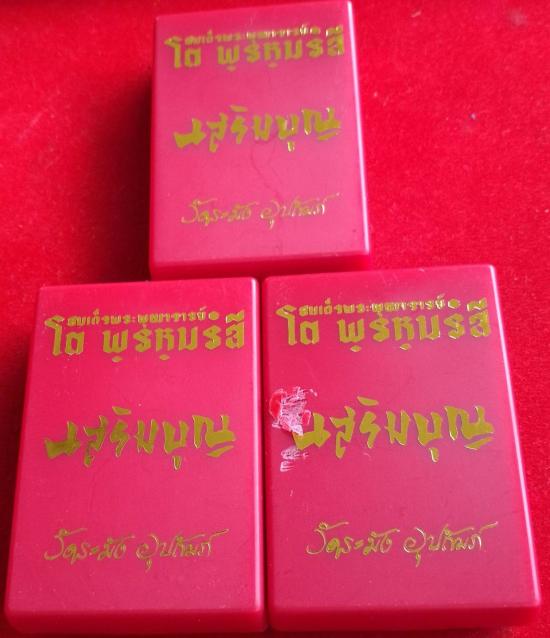 สมเด็จพระพุฒาจารย์
โต พฺรหฺมรํสี
เสริมบุญ
วัดระฆัง อุปถัมภ์
สมเด็จพระพุฒาจารย์
โต พฺรหฺมรํสี
เสริมบุญ
วัดระฆัง อุปถัมภ์
สมเด็จพระพุฒาจารย์
โต พฺรหฺมรํสี
เสริมบุญ
วัดระฆัง อุปถัมภ์